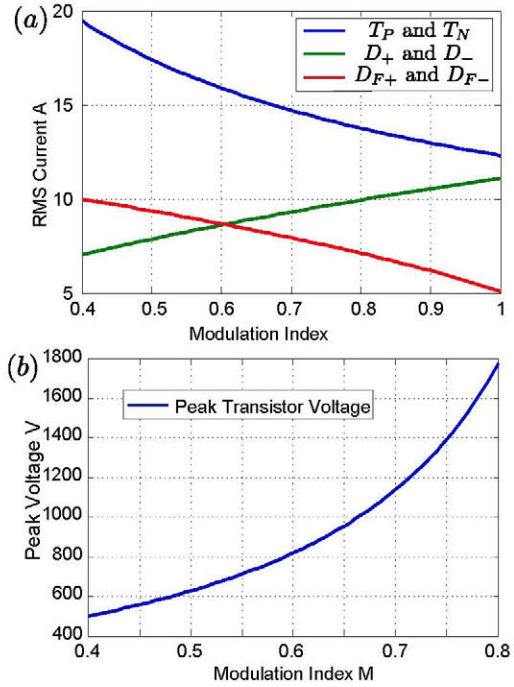 (a)
20
15
10
5
RMS Current A
T_P and T_N
D_+ and D_−
D_{F+} and D_{F−}
0.4 0.5 0.6 0.7 0.8 0.9 1
Modulation Index
(b)
1800
1600
1400
1200
1000
800
600
400
Peak Voltage V
Peak Transistor Voltage
0.4 0.5 0.6 0.7 0.8
Modulation Index M